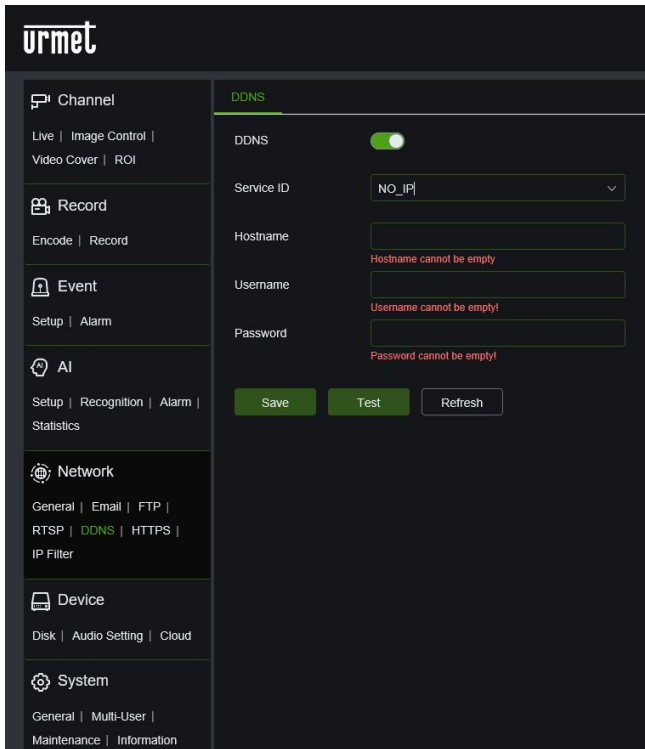 urmet
Channel
Live | Image Control |
Video Cover | ROI
Record
Encode | Record
Event
Setup | Alarm
AI
AI
Setup | Recognition | Alarm |
Statistics
Network
General | Email | FTP |
RTSP | DDNS | HTTPS |
IP Filter
Device
Disk | Audio Setting | Cloud
System
General | Multi-User |
Maintenance | Information
DDNS
DDNS
Service ID
NO_IP
Hostname
Hostname cannot be empty
Username
Username cannot be empty!
Password
Password cannot be empty!
Save Test Refresh